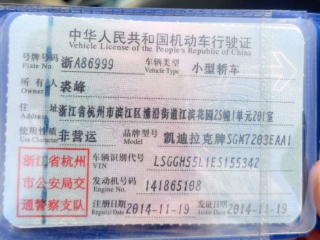 中华人民共和国机动车行驶证
Vehicle License of the People's Republic of China
号牌号码 浙A86999 车辆类型 小型轿车
Plate No. Vehicle Type
所有人 裘峰
住址 浙江省杭州市滨江区浦沿街道江滨花园25幢1单元201室
使用性质 非营运 品牌型号 凯迪拉克牌SGM7203EAA1
浙江省杭州市公安局交通警察支队
车辆识别代号 LSGGH55L1ES155342
VIN
发动机号码 141865108
Engine No.
注册日期 2014-11-19 发证日期 2014-11-19
Register Date Issue Date